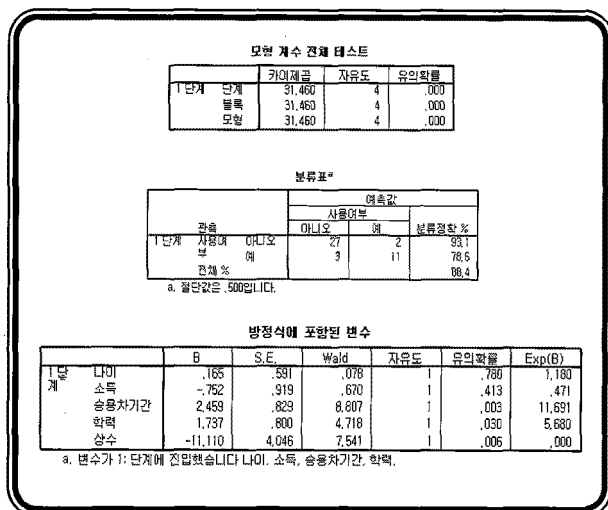 모형 계수 전체 테스트
카이제곱 자유도 유의확률
1단계 단계 31,460 4 ,000
블록 31,460 4 ,000
모형 31,460 4 ,000
분류표a
예측값
사용여부 분류정확 %
관측 아니오 예
1단계 사용여부 아니오 27 2 93,1
예 3 11 78,6
전체 % 88,4
a. 절단값은 ,500입니다.
방정식에 포함된 변수
B S.E. Wald 자유도 유의확률 Exp(B)
1단계 나이 ,165 ,591 ,078 1 ,780 1,180
소득 -,752 ,919 ,670 1 ,413 ,471
승용차기간 2,459 ,829 8,807 1 ,003 11,691
학력 1,737 ,800 4,718 1 ,030 5,680
상수 -11,110 4,046 7,541 1 ,006 ,000
a. 변수가 1: 단계에 진입했습니다 나이, 소득, 승용차기간, 학력.